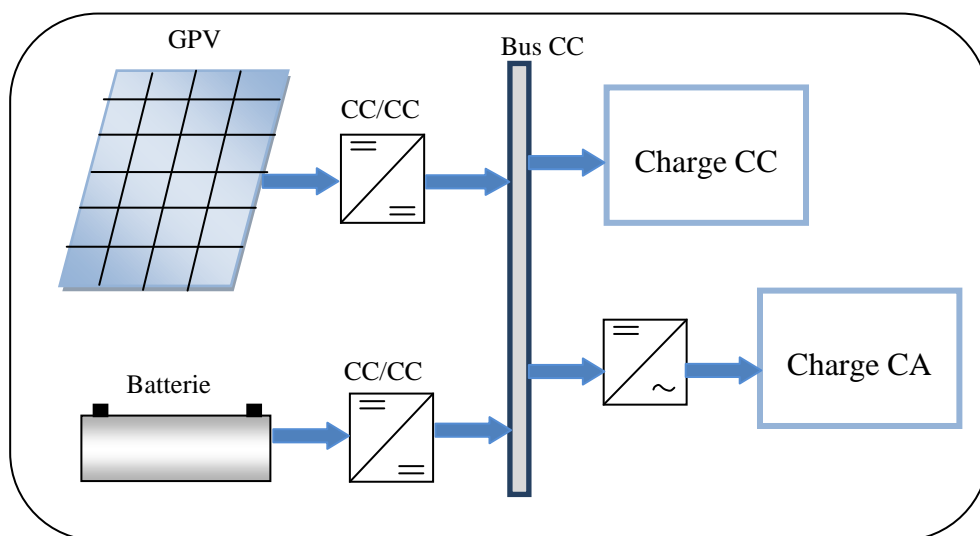 GPV
Bus CC
CC/CC
Charge CC
CC/CC
Batterie
Charge CA